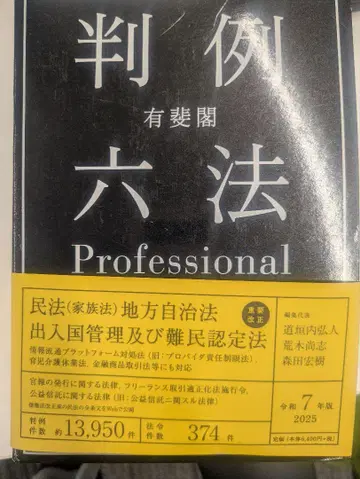 判例
有斐閣
六法
Professional
民法（家族法）地方自治法
出入国管理及び難民認定法
重要改正
情報流通プラットフォーム対処法（旧：プロバイダ責任制限法）、
育児介護休業法、金融商品取引法等にも対応
官報の発行に関する法律、フリーランス取引適正化法施行令、
公益信託に関する法律（旧：公益信託ニ関スル法律）
判例件数 約13,950件
法令件数 374件
編集代表
道垣内弘人
荒木尚志
森田宏樹
令和7年版
2025